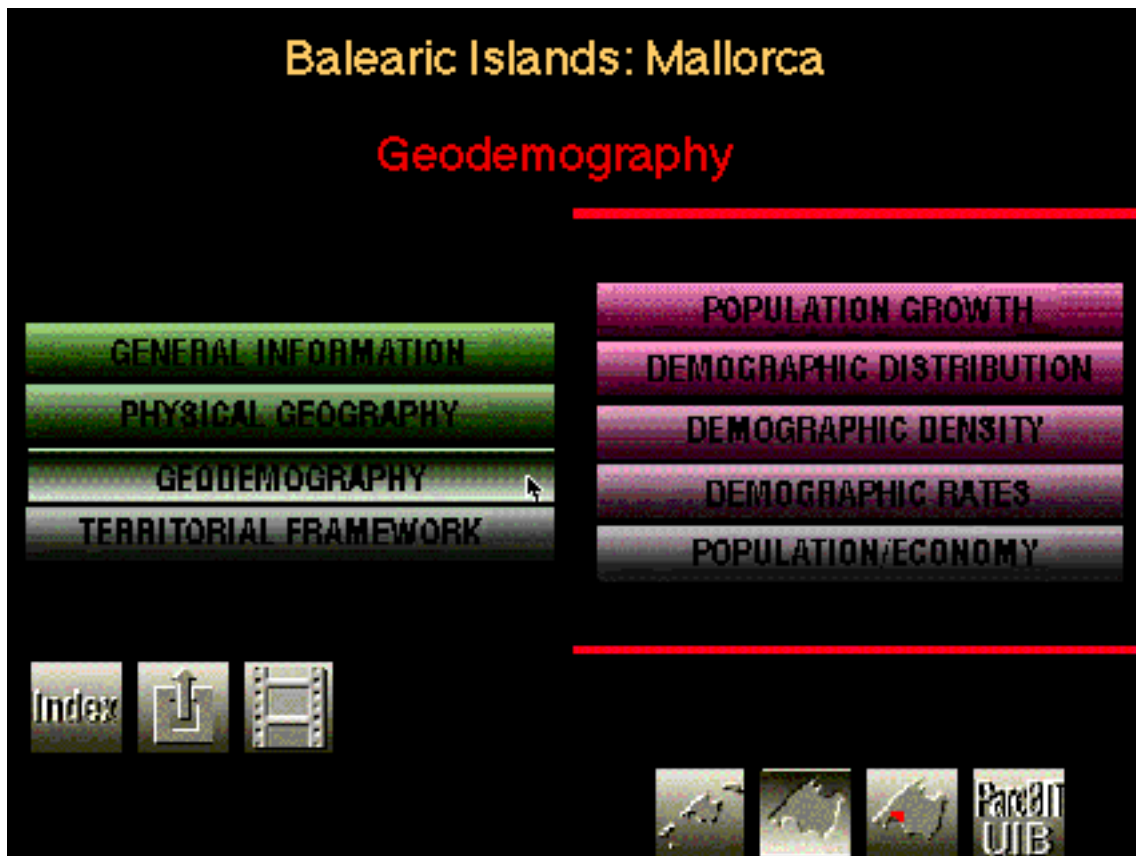 Balearic Islands: Mallorca
Geodemography
GENERAL INFORMATION
PHYSICAL GEOGRAPHY
GEODEMOGRAPHY
TERRITORIAL FRAMEWORK
POPULATION GROWTH
DEMOGRAPHIC DISTRIBUTION
DEMOGRAPHIC DENSITY
DEMOGRAPHIC RATES
POPULATION/ECONOMY
Index
ParcBIT
UIB